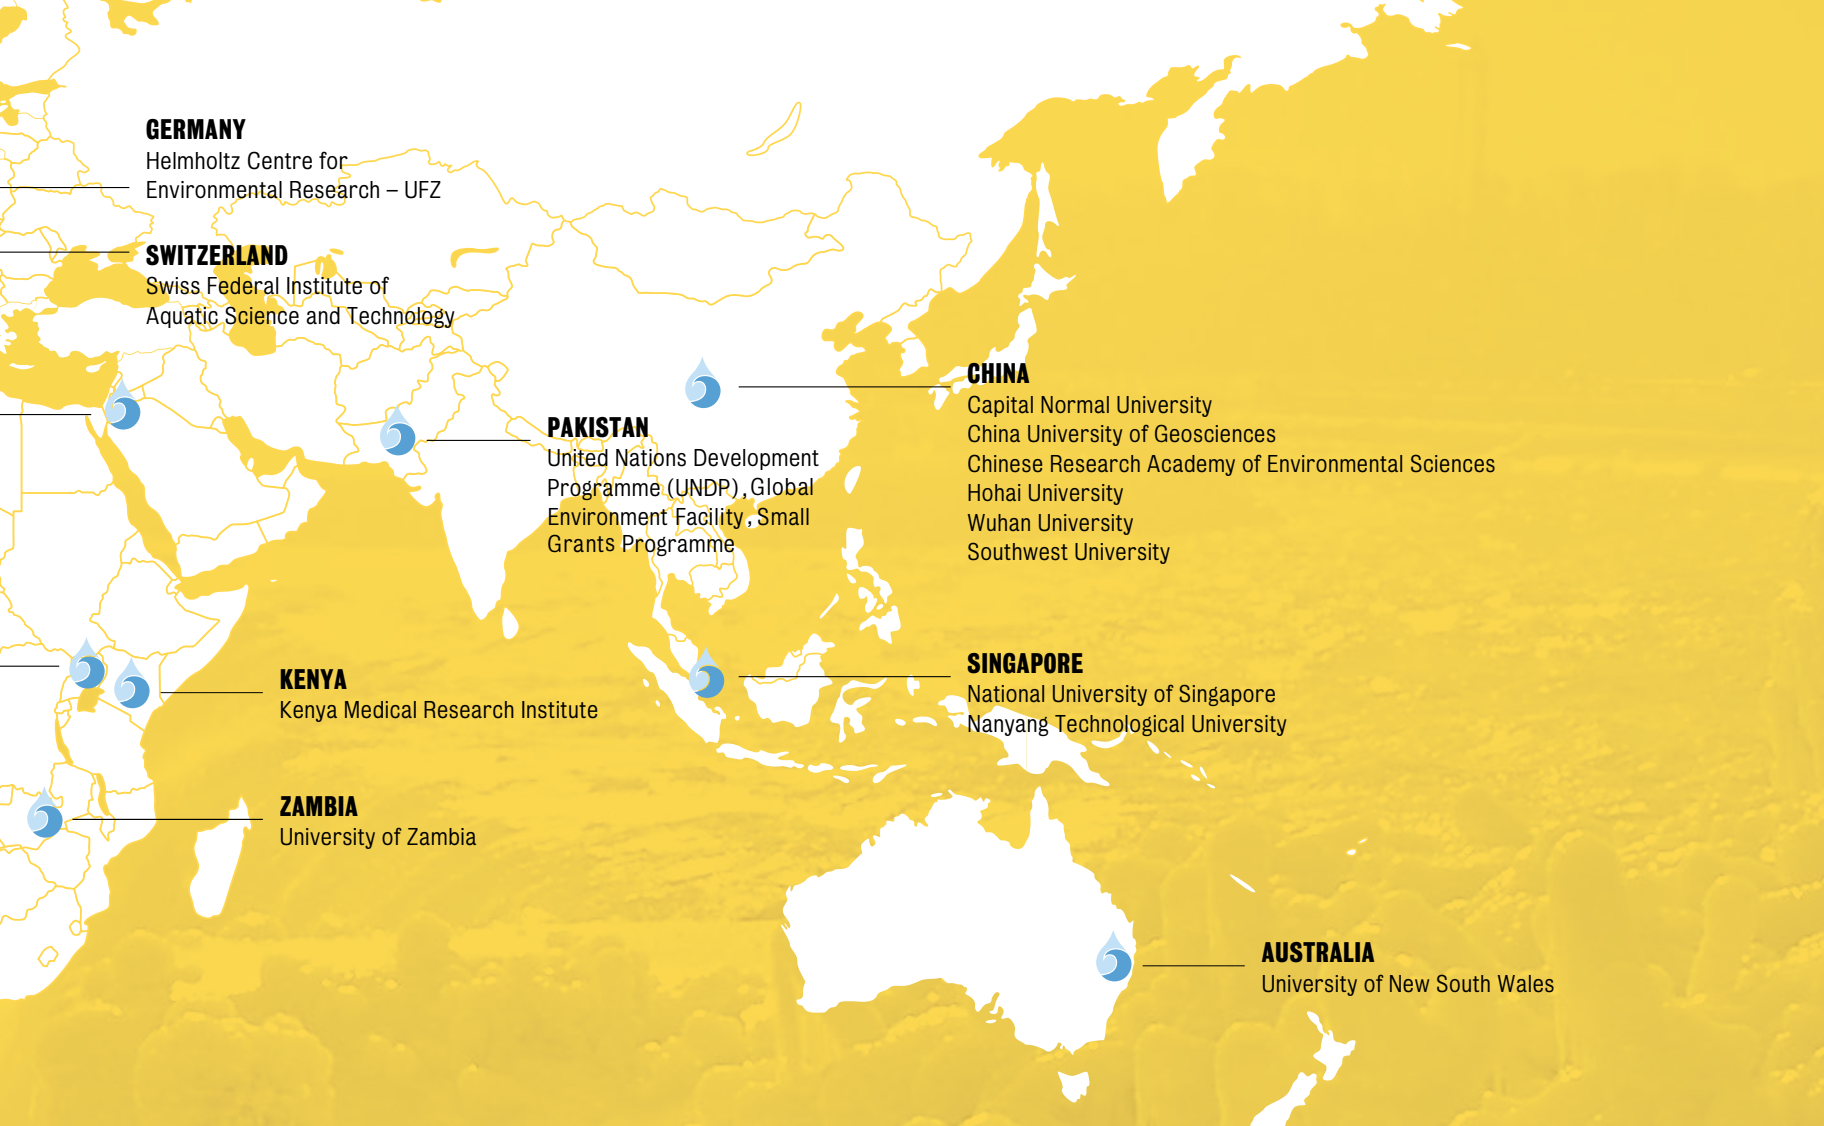 GERMANY
Helmholtz Centre for
Environmental Research – UFZ
SWITZERLAND
Swiss Federal Institute of
Aquatic Science and Technology
CHINA
Capital Normal University
China University of Geosciences
Chinese Research Academy of Environmental Sciences
Hohai University
Wuhan University
Southwest University
PAKISTAN
United Nations Development
Programme (UNDP), Global
Environment Facility, Small
Grants Programme
SINGAPORE
National University of Singapore
Nanyang Technological University
KENYA
Kenya Medical Research Institute
ZAMBIA
University of Zambia
AUSTRALIA
University of New South Wales